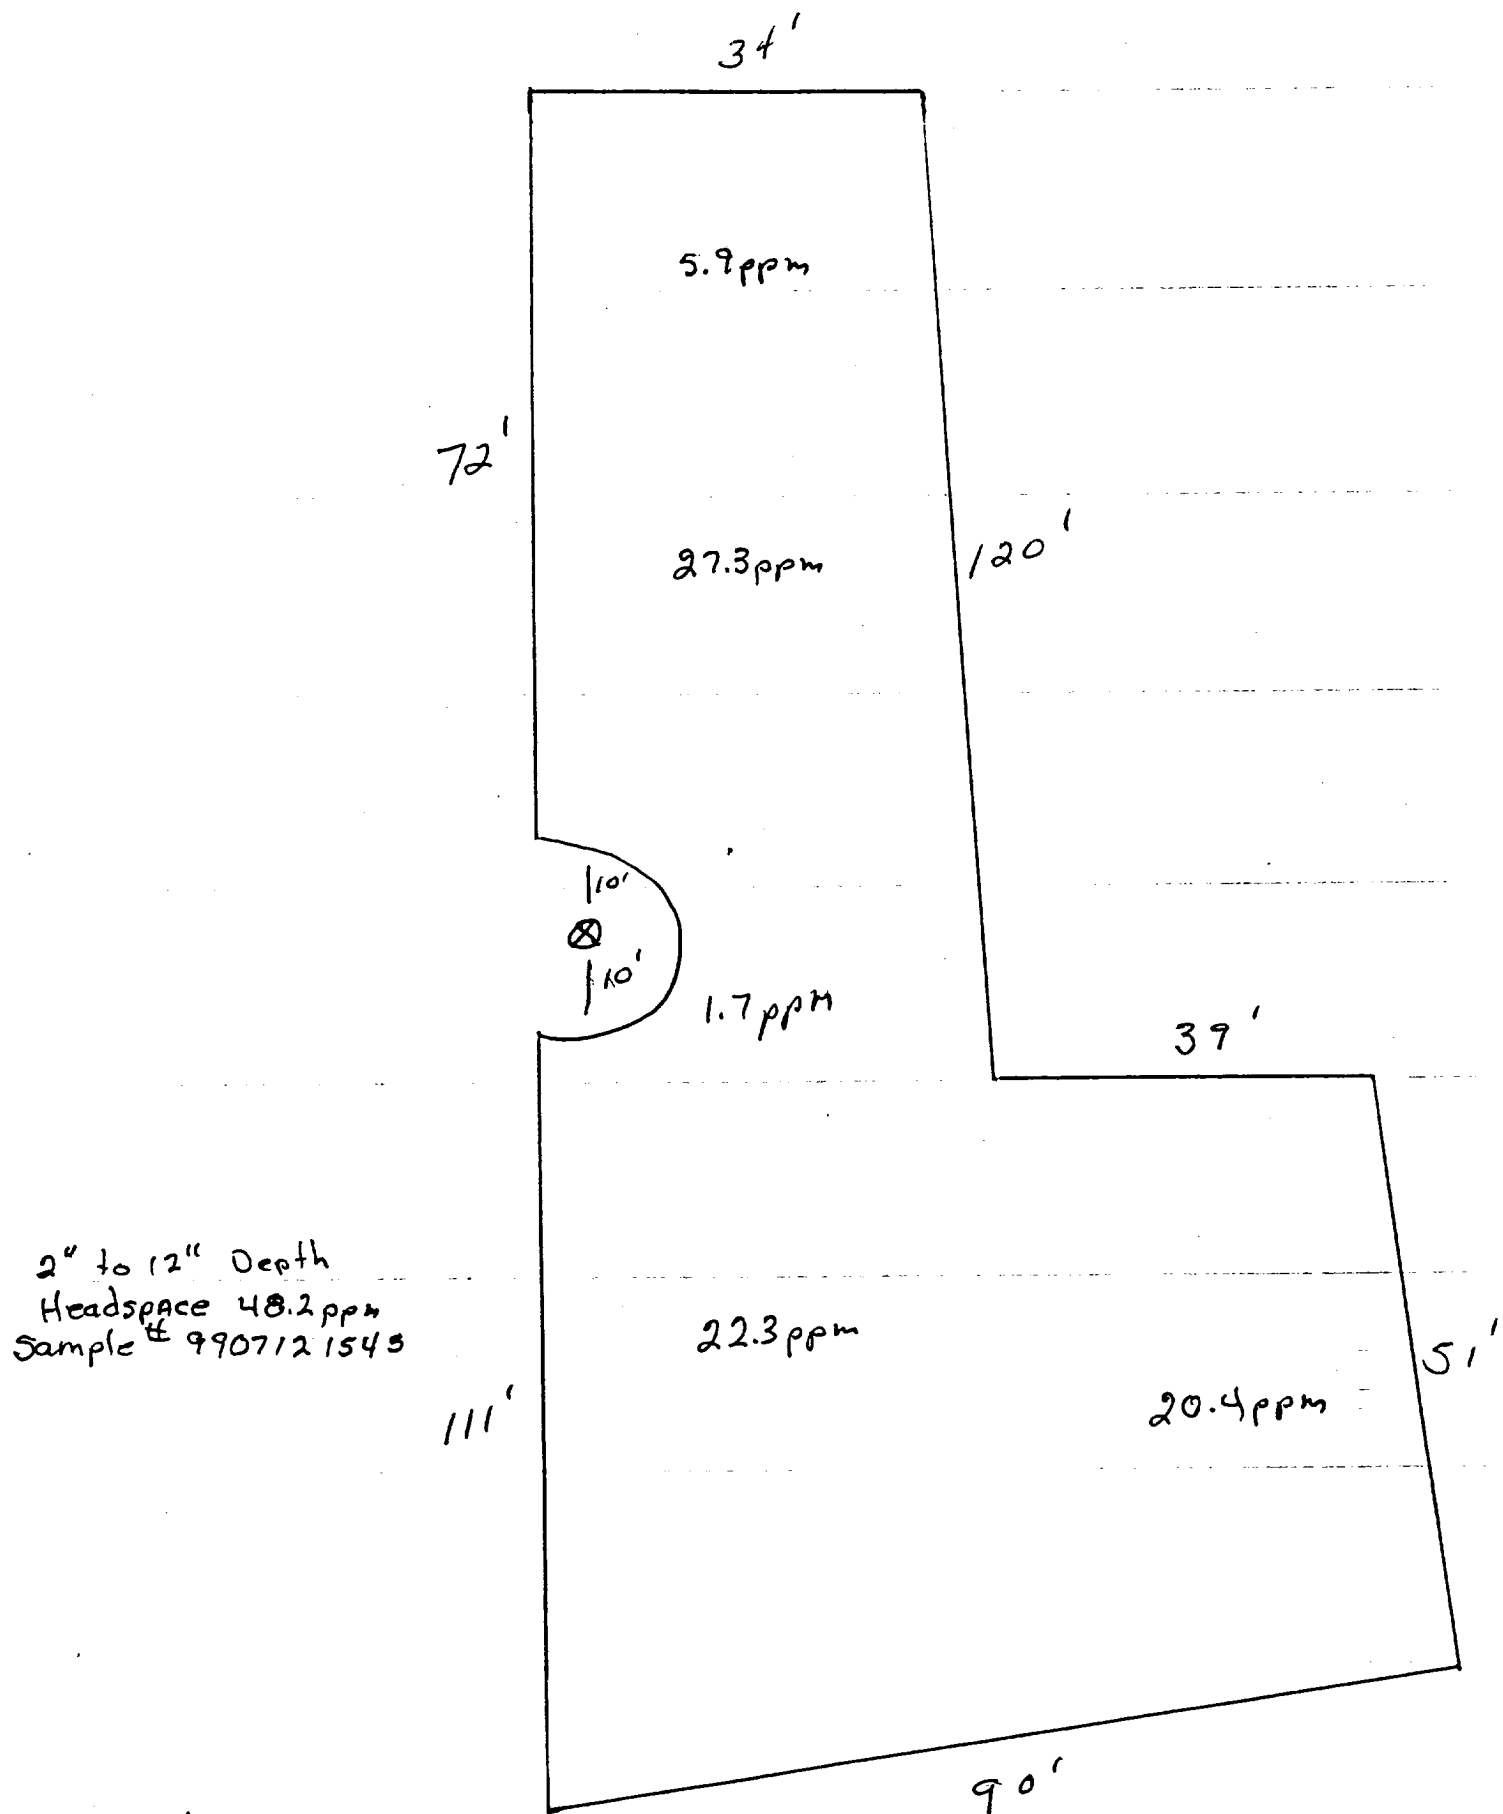 34'
5.9ppm
72'
27.3ppm
120'
10'
10'
1.7ppm
39'
2" to 12" Depth
Headspace 48.2ppm
Sample # 9907121545
22.3ppm
51'
20.4ppm
111'
90'